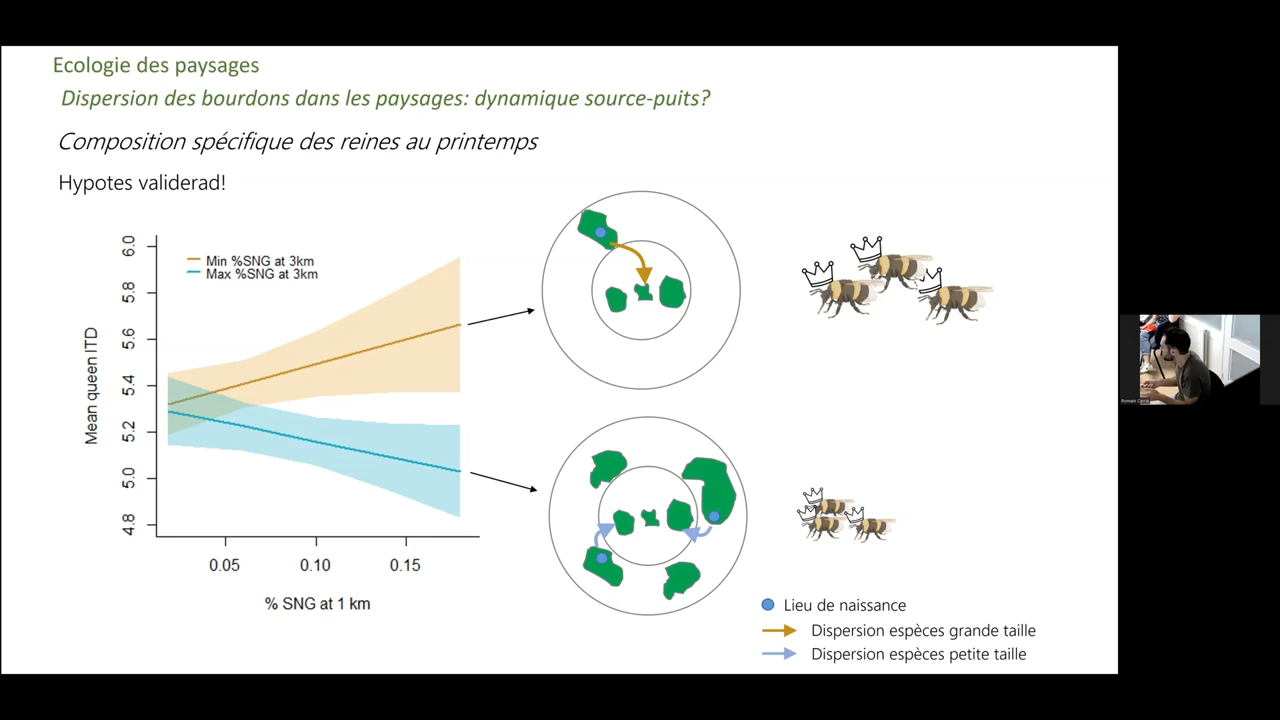 Ecologie des paysages
Dispersion des bourdons dans les paysages: dynamique source-puits?
Composition spécifique des reines au printemps
Hypotes validerad!
Min %SNG at 3km
Max %SNG at 3km
Mean queen ITD
6.0
5.8
5.6
5.4
5.2
5.0
4.8
0.05
0.10
0.15
% SNG at 1 km
Lieu de naissance
Dispersion espèces grande taille
Dispersion espèces petite taille